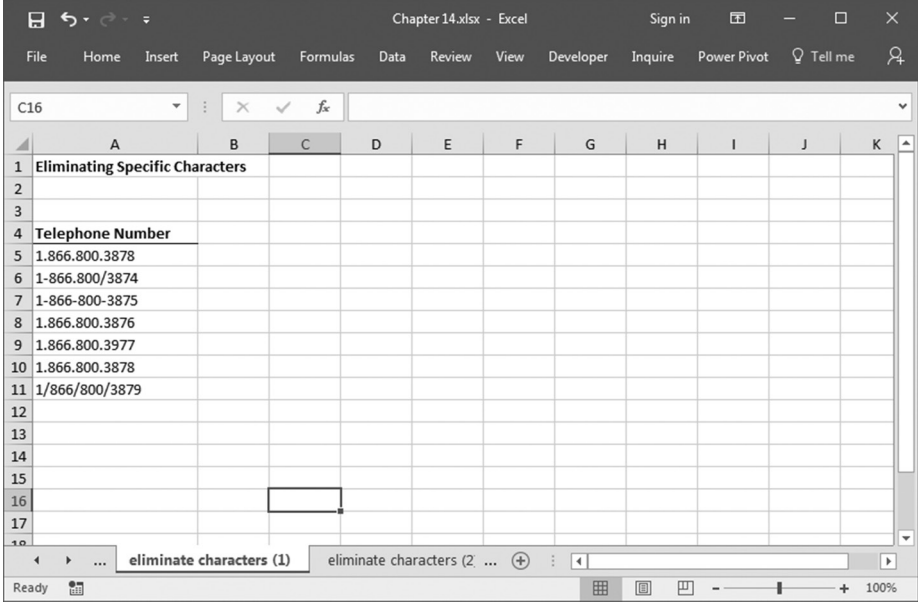 Chapter 14.xlsx - Excel
Sign in
File Home Insert Page Layout Formulas Data Review View Developer Inquire Power Pivot Tell me
C16
fx
A B C D E F G H I J K
1 Eliminating Specific Characters
2
3
4 Telephone Number
5 1.866.800.3878
6 1-866.800/3874
7 1-866-800-3875
8 1.866.800.3876
9 1.866.800.3977
10 1.866.800.3878
11 1/866/800/3879
12
13
14
15
16
17
18
... eliminate characters (1) eliminate characters (2 ...
Ready 100%